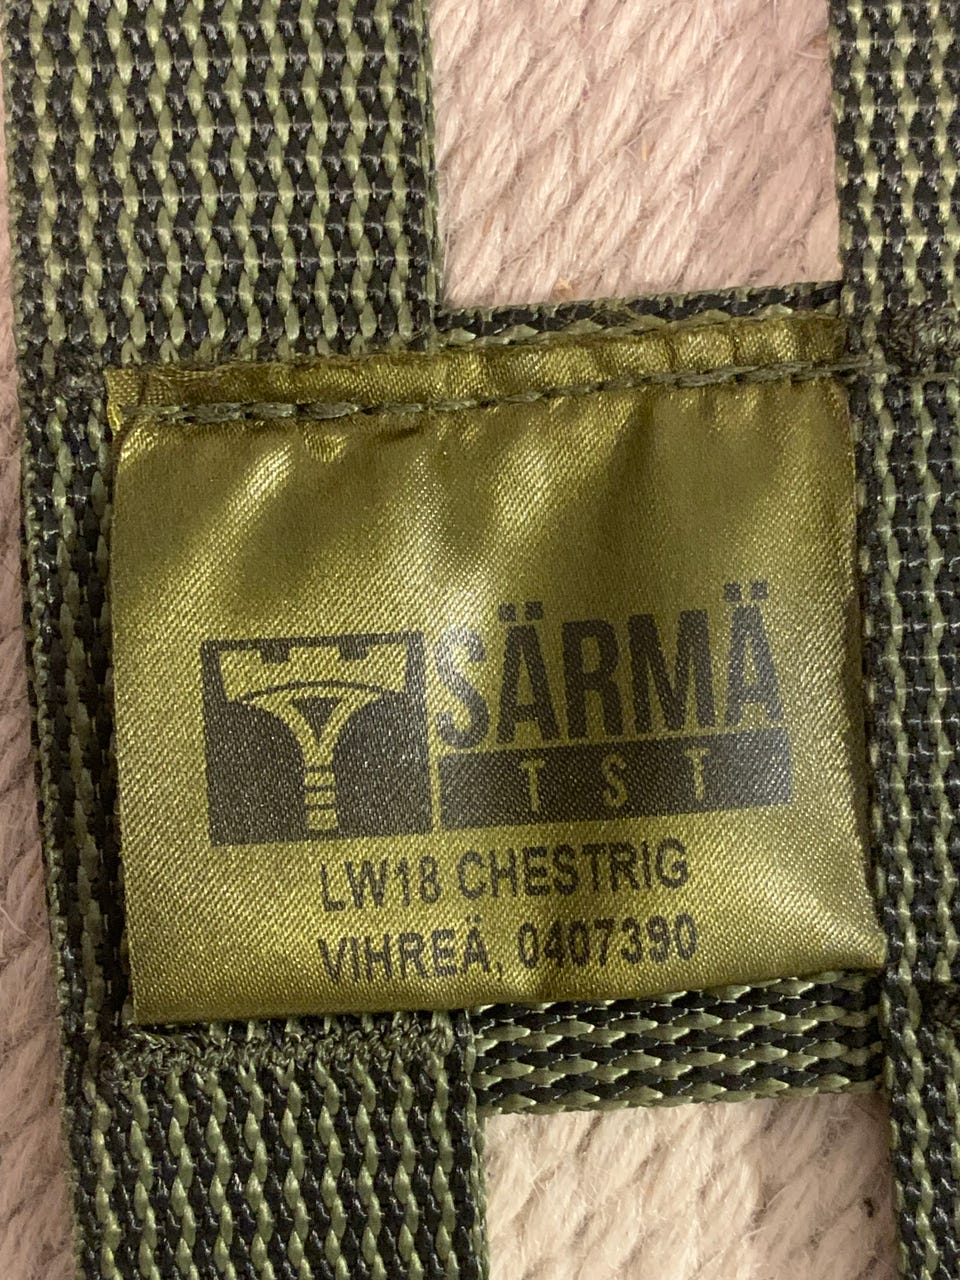 SÄRMÄ
TST
LW18 CHESTRIG
VIHREÄ, 0407390